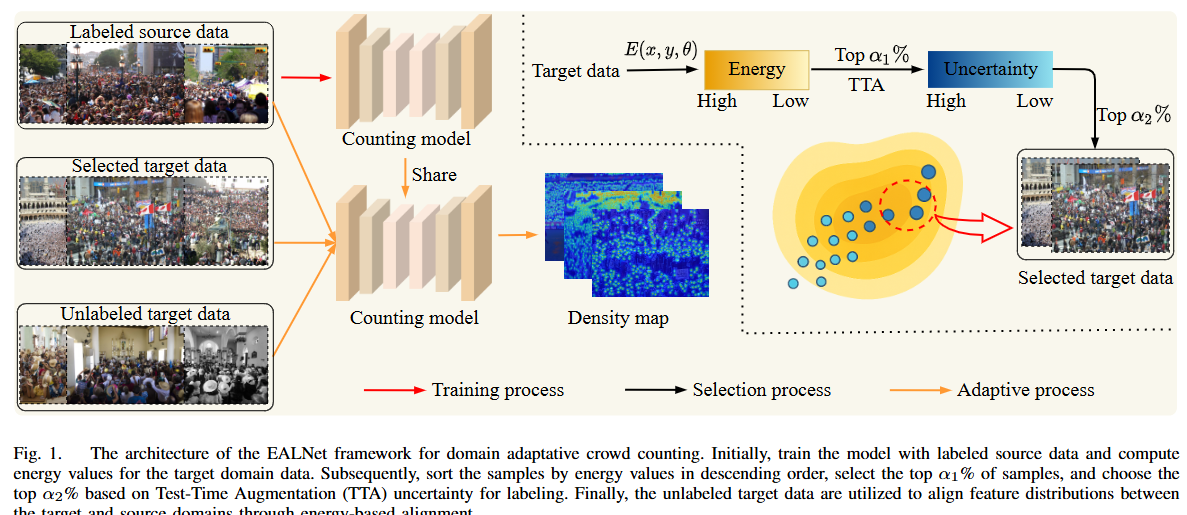 Labeled source data
Selected target data
Unlabeled target data
Counting model
Share
Counting model
Density map
Target data
E(x, y, θ)
Energy
High Low
Top α₁%
TTA
Uncertainty
High Low
Top α₂%
Selected target data
Training process
Selection process
Adaptive process
Fig. 1. The architecture of the EALNet framework for domain adaptive crowd counting. Initially, train the model with labeled source data and compute
energy values for the target domain data. Subsequently, sort the samples by energy values in descending order, select the top α₁% of samples, and choose the
top α₂% based on Test-Time Augmentation (TTA) uncertainty for labeling. Finally, the unlabeled target data are utilized to align feature distributions between
the target and source domains through energy-based alignment.